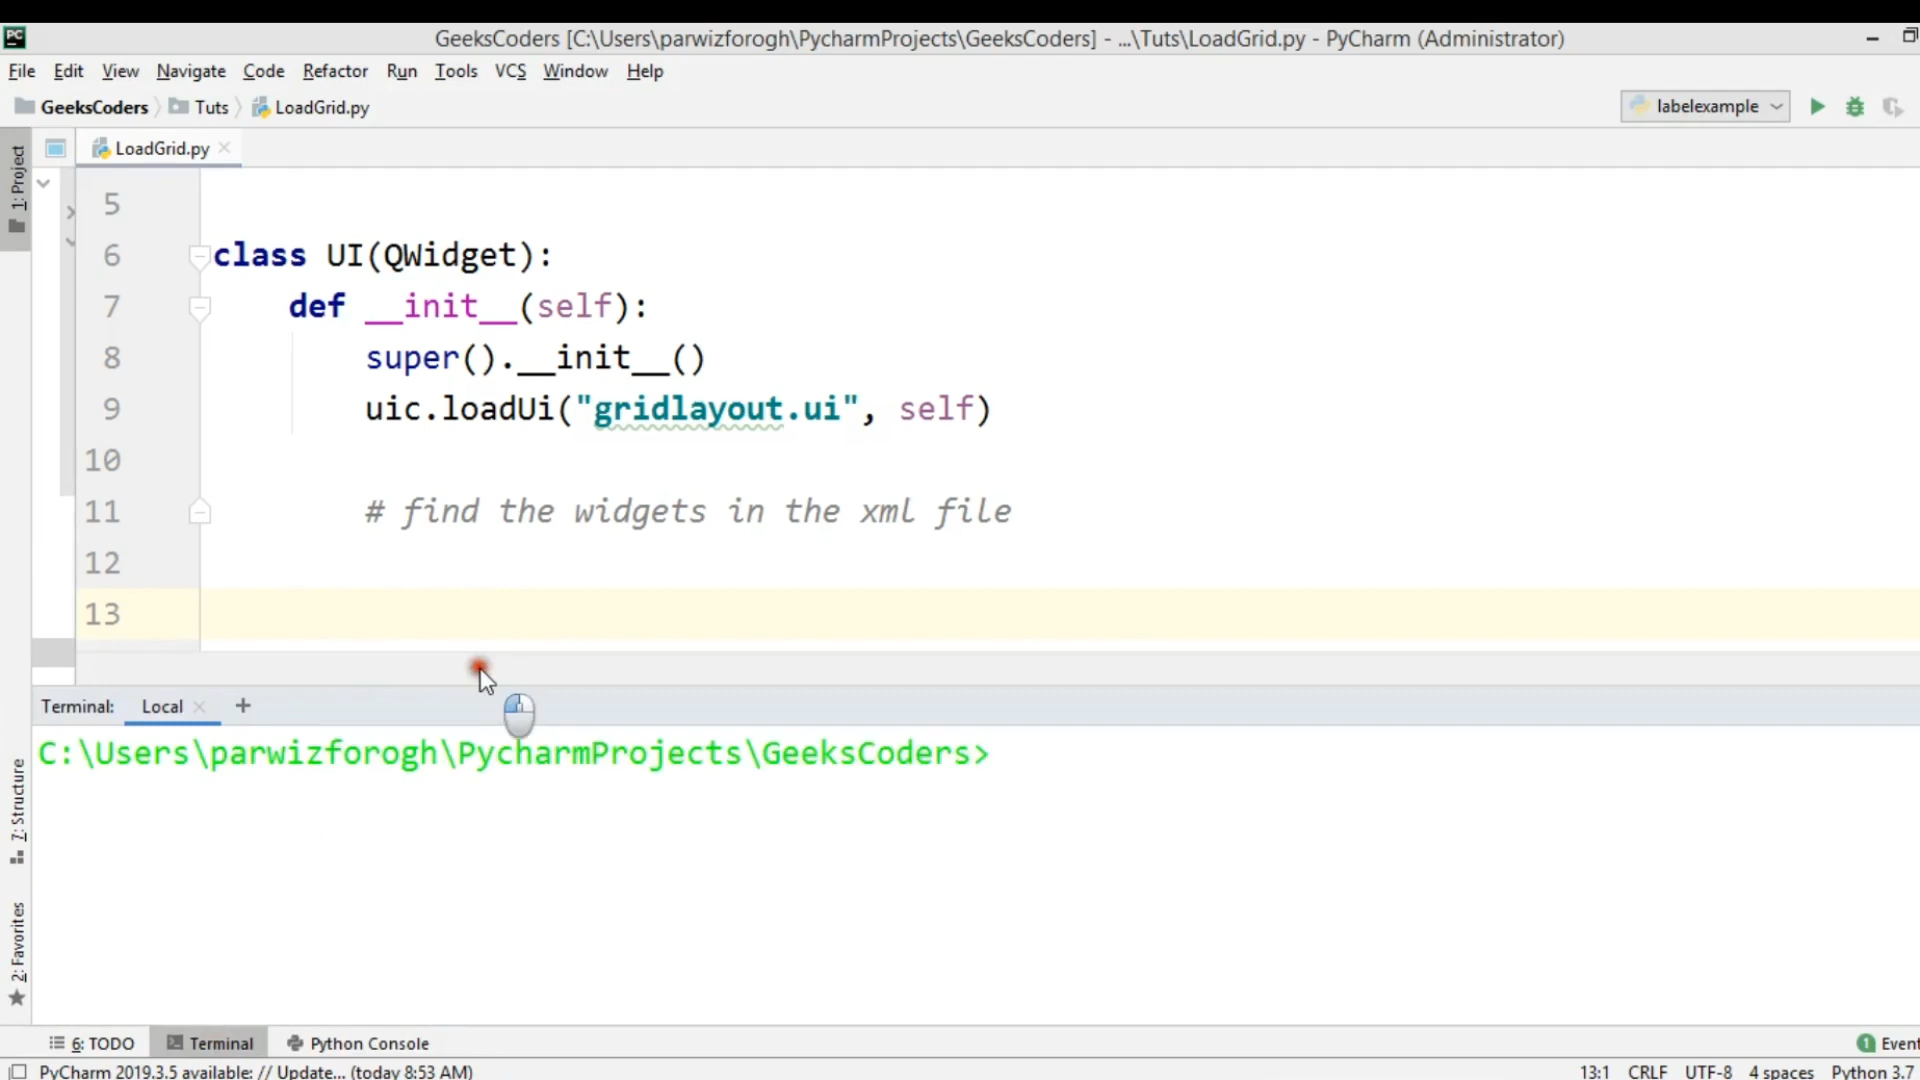 PC
GeeksCoders [C:\Users\parwizforogh\PycharmProjects\GeeksCoders] - ...\Tuts\LoadGrid.py - PyCharm (Administrator)
File Edit View Navigate Code Refactor Run Tools VCS Window Help
GeeksCoders Tuts LoadGrid.py labelexample
1: Project
LoadGrid.py
5
6 class UI(QWidget):
7 def __init__(self):
8 super().__init__()
9 uic.loadUi("gridlayout.ui", self)
10
11 # find the widgets in the xml file
12
13
Terminal: Local +
C:\Users\parwizforogh\PycharmProjects\GeeksCoders>
7: Structure
2: Favorites
6: TODO Terminal Python Console 1 Event
PyCharm 2019.3.5 available: // Update... (today 8:53 AM) 13:1 CRLF UTF-8 4 spaces Python 3.7